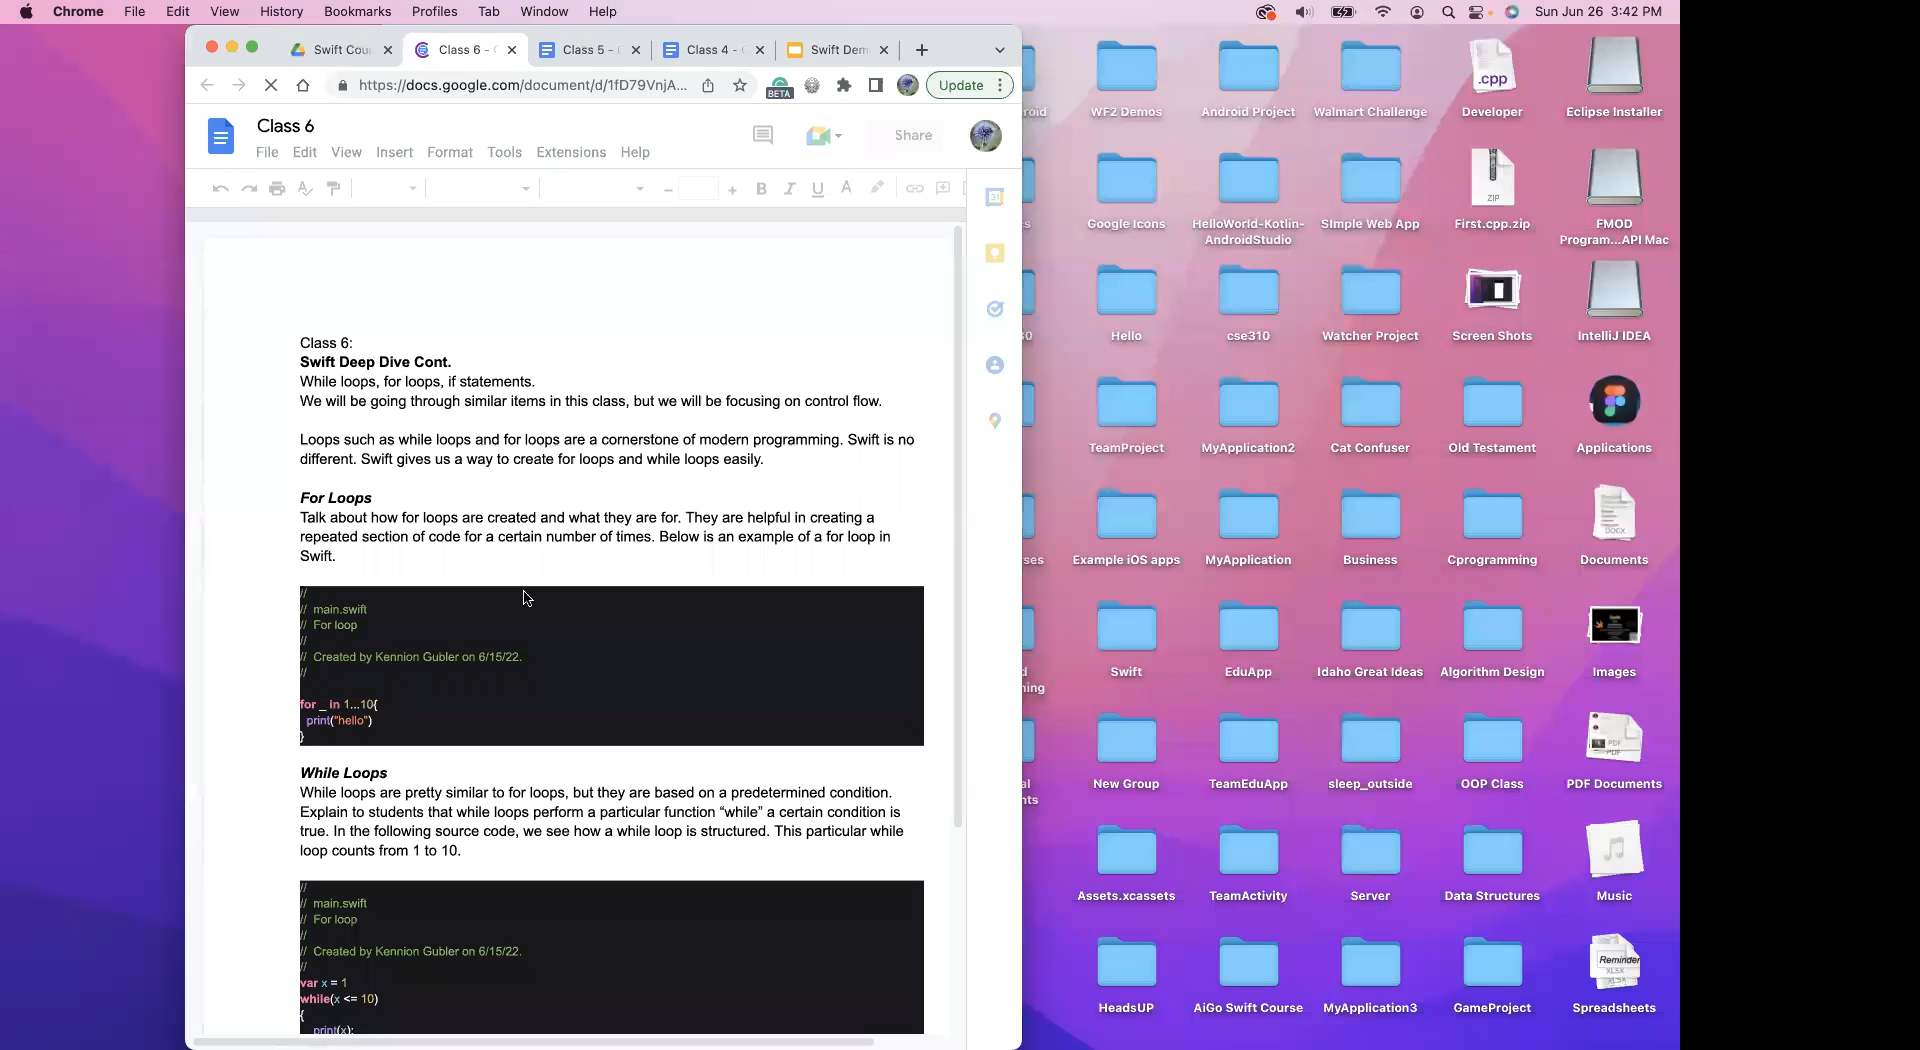 Chrome File Edit View History Bookmarks Profiles Tab Window Help
Sun Jun 26 3:42 PM
Swift Cou
Class 6 -
Class 5 -
Class 4 -
Swift Dem
https://docs.google.com/document/d/1fD79VnjA...
BETA
Update
Class 6
Share
File Edit View Insert Format Tools Extensions Help
31
Class 6:
Swift Deep Dive Cont.
While loops, for loops, if statements.
We will be going through similar items in this class, but we will be focusing on control flow.
Loops such as while loops and for loops are a cornerstone of modern programming. Swift is no
different. Swift gives us a way to create for loops and while loops easily.
For Loops
Talk about how for loops are created and what they are for. They are helpful in creating a
repeated section of code for a certain number of times. Below is an example of a for loop in
Swift.
//
// main.swift
// For loop
//
// Created by Kennion Gubler on 6/15/22.
//
for _ in 1...10{
print("hello")
}
While Loops
While loops are pretty similar to for loops, but they are based on a predetermined condition.
Explain to students that while loops perform a particular function “while” a certain condition is
true. In the following source code, we see how a while loop is structured. This particular while
loop counts from 1 to 10.
//
// main.swift
// For loop
//
// Created by Kennion Gubler on 6/15/22.
//
var x = 1
while(x <= 10)
{
print(x);
roid
WF2 Demos
Android Project
Walmart Challenge
.cpp
Developer
Eclipse Installer
Google Icons
HelloWorld-Kotlin-
AndroidStudio
SImple Web App
ZIP
First.cpp.zip
FMOD
Program...API Mac
Hello
cse310
Watcher Project
Screen Shots
IntelliJ IDEA
TeamProject
MyApplication2
Cat Confuser
Old Testament
Applications
ses
Example iOS apps
MyApplication
Business
Cprogramming
DOCX
Documents
ning
Swift
EduApp
Idaho Great Ideas
Algorithm Design
Images
al
nts
New Group
TeamEduApp
sleep_outside
OOP Class
PDF
PDF
PDF Documents
Assets.xcassets
TeamActivity
Server
Data Structures
Music
HeadsUP
AiGo Swift Course
MyApplication3
GameProject
Reminder
XLSX
XLSX
Spreadsheets